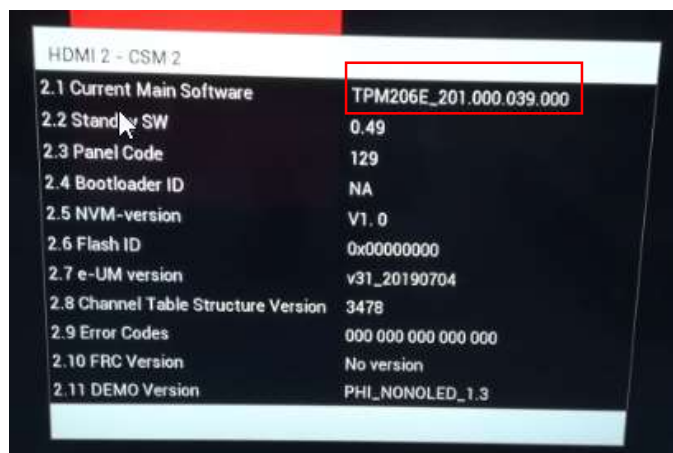 HDMI 2 - CSM 2
2.1 Current Main Software TPM206E_201.000.039.000
2.2 Standby SW 0.49
2.3 Panel Code 129
2.4 Bootloader ID NA
2.5 NVM-version V1. 0
2.6 Flash ID 0x00000000
2.7 e-UM version v31_20190704
2.8 Channel Table Structure Version 3478
2.9 Error Codes 000 000 000 000 000
2.10 FRC Version No version
2.11 DEMO Version PHI_NONOLED_1.3